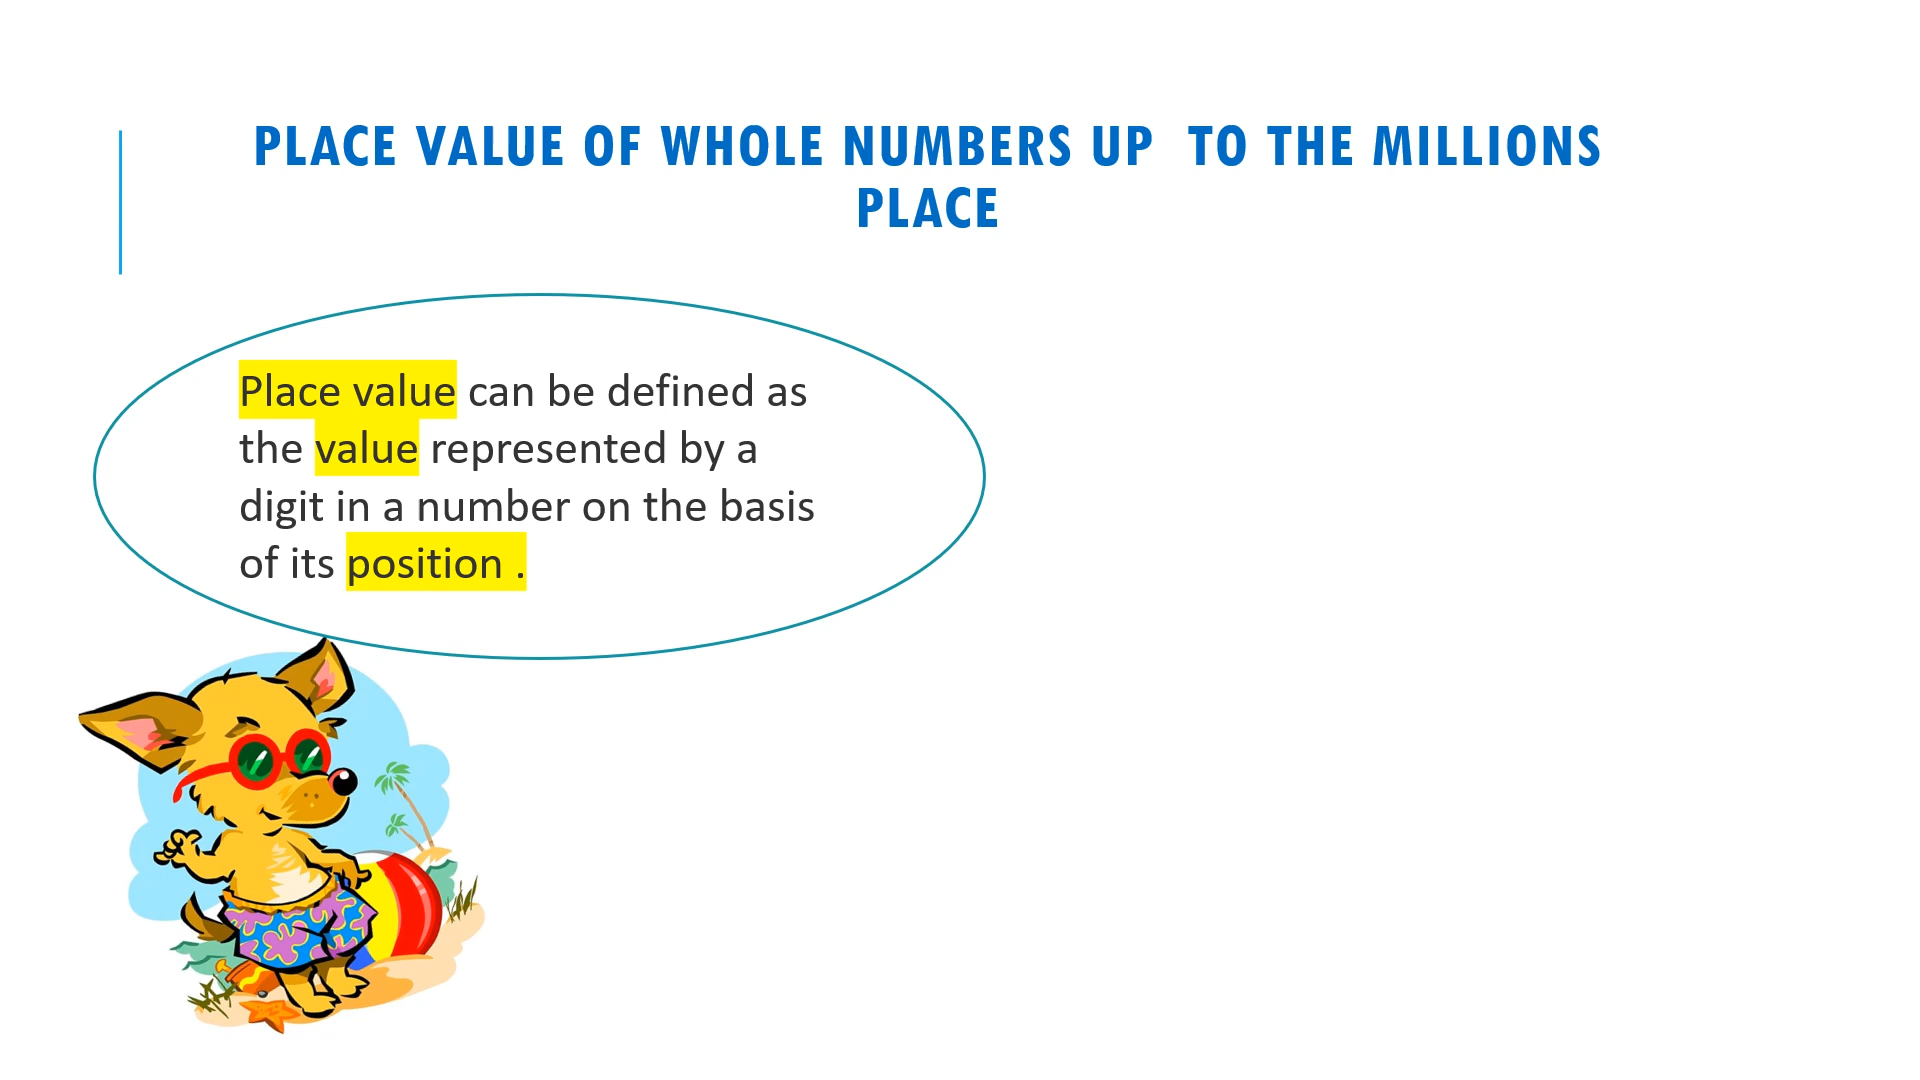 PLACE VALUE OF WHOLE NUMBERS UP  TO THE MILLIONS
PLACE
Place value can be defined as
the value represented by a
digit in a number on the basis
of its position .